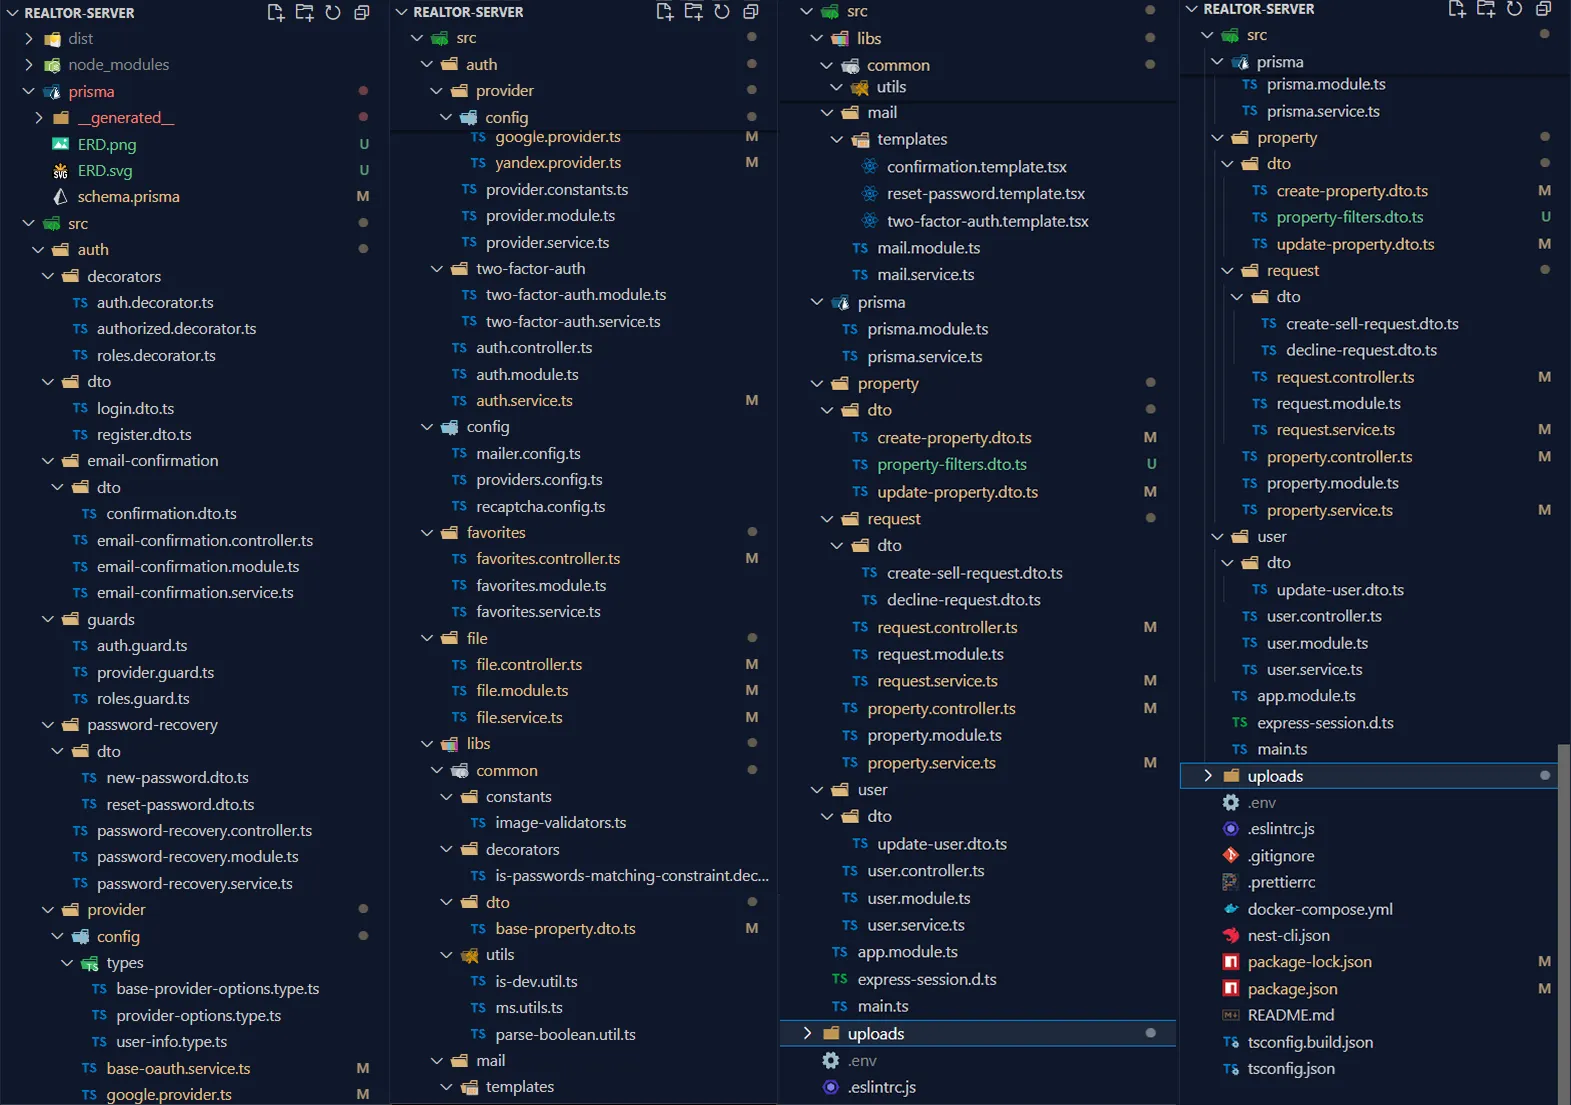 REALTOR-SERVER
dist
node_modules
prisma
__generated__
ERD.png U
ERD.svg U
schema.prisma M
src
auth
decorators
TS auth.decorator.ts
TS authorized.decorator.ts
TS roles.decorator.ts
dto
TS login.dto.ts
TS register.dto.ts
email-confirmation
dto
TS confirmation.dto.ts
TS email-confirmation.controller.ts
TS email-confirmation.module.ts
TS email-confirmation.service.ts
guards
TS auth.guard.ts
TS provider.guard.ts
TS roles.guard.ts
password-recovery
dto
TS new-password.dto.ts
TS reset-password.dto.ts
TS password-recovery.controller.ts
TS password-recovery.module.ts
TS password-recovery.service.ts
provider
config
types
TS base-provider-options.type.ts
TS provider-options.type.ts
TS user-info.type.ts
TS base-oauth.service.ts M
TS google.provider.ts M
REALTOR-SERVER
src
auth
provider
config
TS google.provider.ts M
TS yandex.provider.ts M
TS provider.constants.ts
TS provider.module.ts
TS provider.service.ts
two-factor-auth
TS two-factor-auth.module.ts
TS two-factor-auth.service.ts
TS auth.controller.ts
TS auth.module.ts
TS auth.service.ts M
config
TS mailer.config.ts
TS providers.config.ts
TS recaptcha.config.ts
favorites
TS favorites.controller.ts M
TS favorites.module.ts
TS favorites.service.ts
file
TS file.controller.ts M
TS file.module.ts M
TS file.service.ts M
libs
common
constants
TS image-validators.ts
decorators
TS is-passwords-matching-constraint.dec...
dto
TS base-property.dto.ts M
utils
TS is-dev.util.ts
TS ms.utils.ts
TS parse-boolean.util.ts
mail
templates
src
libs
common
utils
mail
templates
confirmation.template.tsx
reset-password.template.tsx
two-factor-auth.template.tsx
TS mail.module.ts
TS mail.service.ts
prisma
TS prisma.module.ts
TS prisma.service.ts
property
dto
TS create-property.dto.ts M
TS property-filters.dto.ts U
TS update-property.dto.ts M
request
dto
TS create-sell-request.dto.ts
TS decline-request.dto.ts
TS request.controller.ts M
TS request.module.ts
TS request.service.ts M
TS property.controller.ts M
TS property.module.ts
TS property.service.ts M
user
dto
TS update-user.dto.ts
TS user.controller.ts
TS user.module.ts
TS user.service.ts
TS app.module.ts
TS express-session.d.ts
TS main.ts
uploads
.env
.eslintrc.js
REALTOR-SERVER
src
prisma
TS prisma.module.ts
TS prisma.service.ts
property
dto
TS create-property.dto.ts M
TS property-filters.dto.ts U
TS update-property.dto.ts M
request
dto
TS create-sell-request.dto.ts
TS decline-request.dto.ts
TS request.controller.ts M
TS request.module.ts
TS request.service.ts M
TS property.controller.ts M
TS property.module.ts
TS property.service.ts M
user
dto
TS update-user.dto.ts
TS user.controller.ts
TS user.module.ts
TS user.service.ts
TS app.module.ts
TS express-session.d.ts
TS main.ts
uploads
.env
.eslintrc.js
.gitignore
.prettierrc
docker-compose.yml
nest-cli.json
package-lock.json M
package.json M
README.md
TS tsconfig.build.json
TS tsconfig.json